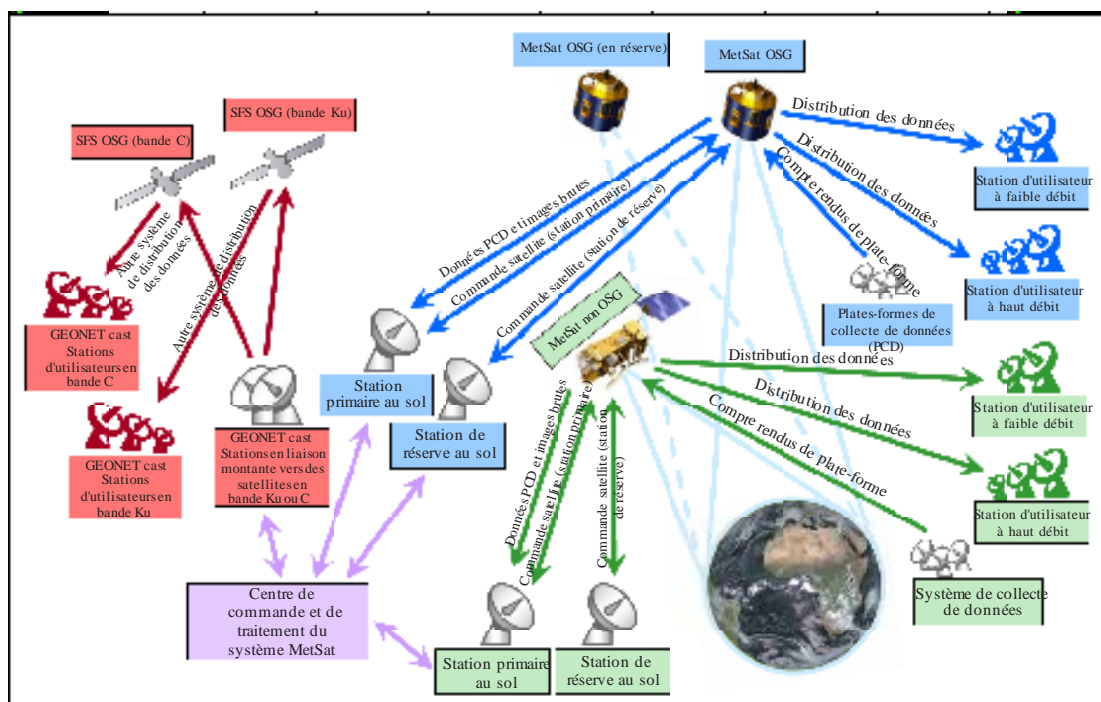 MetSat OSG (en réserve)
MetSat OSG
SFS OSG (bande Ku)
SFS OSG (bande C)
Distribution des données
Distribution des données
Compte rendus de plate-forme
Données PCD et images brutes
Commande satellite (station primaire)
Commande satellite (station de réserve)
Station d'utilisateur
à faible débit
Station d'utilisateur
à haut débit
Plates-formes de
collecte de données
(PCD)
Autre système
de distribution
des données
Autre système de distribution
des données
GEONET cast
Stations
d'utilisateurs en
bande C
GEONET cast
Stations
d'utilisateurs en
bande Ku
GEONET cast
Stations en liaison
montante vers des
satellites en
bande Ku ou C
Station
primaire au sol
Station de
réserve au sol
MetSat non OSG
Distribution des données
Distribution des données
Compte rendus de plate-forme
Données PCD et images brutes
Commande satellite (station primaire)
Commande satellite (station
de réserve)
Station d'utilisateur
à faible débit
Station d'utilisateur
à haut débit
Système de collecte
de données
Centre de
commande et de
traitement du
système MetSat
Station primaire
au sol
Station de
réserve au sol